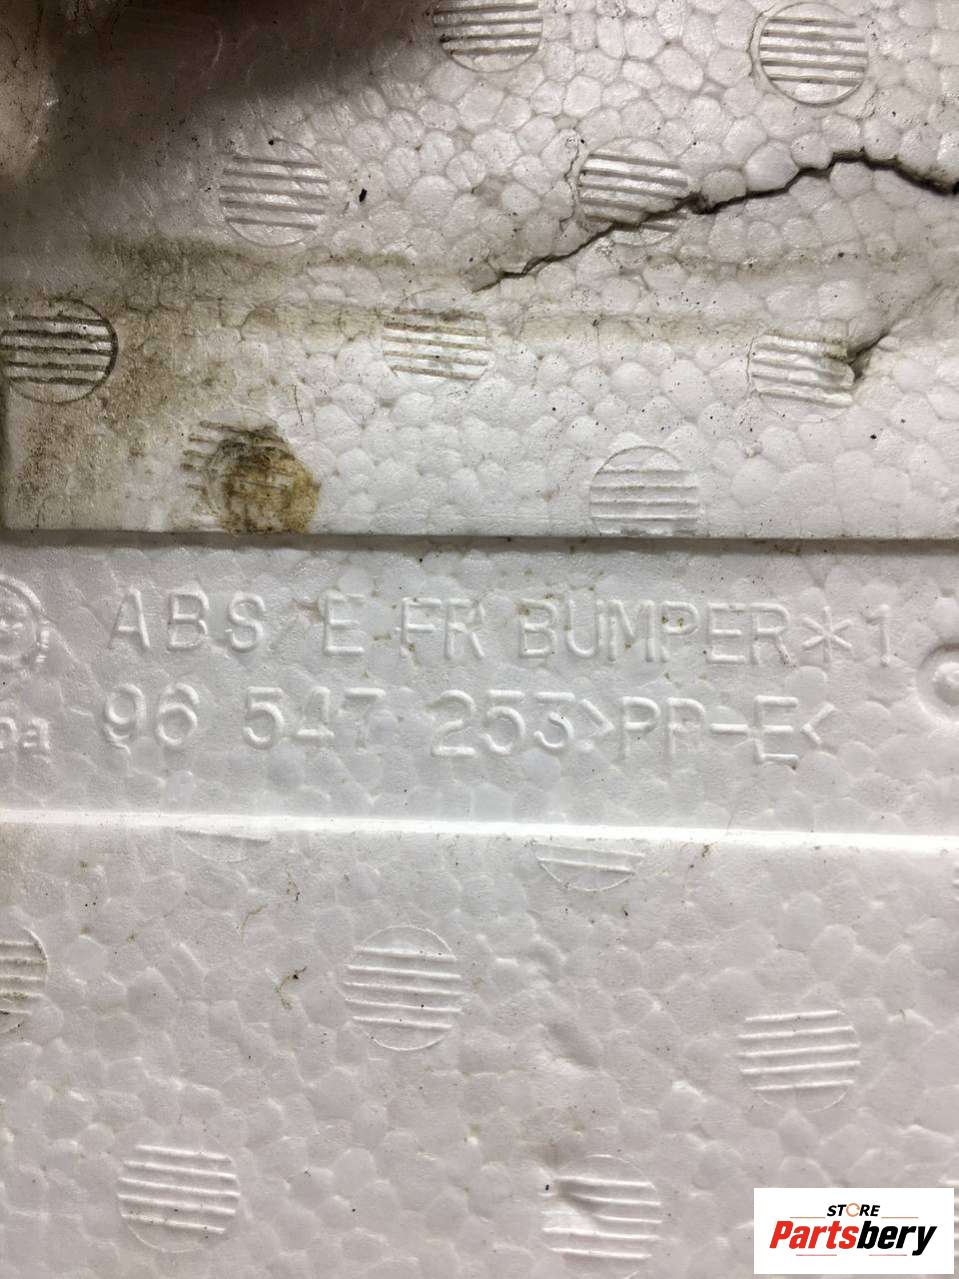 ABS/E FR BUMPER*1
96 547 253>PP-E<
STORE
Partsbery